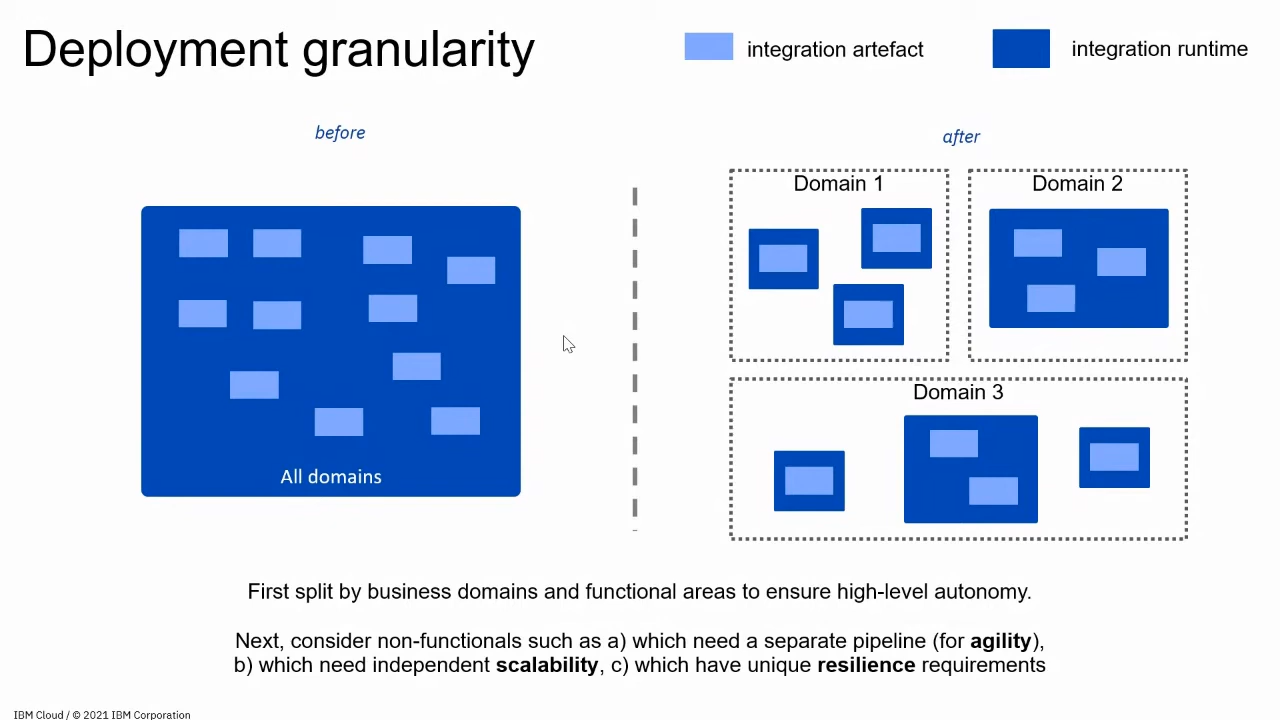 Deployment granularity
integration artefact
integration runtime
before
after
All domains
Domain 1
Domain 2
Domain 3
First split by business domains and functional areas to ensure high-level autonomy.
Next, consider non-functionals such as a) which need a separate pipeline (for agility),
b) which need independent scalability, c) which have unique resilience requirements
IBM Cloud / © 2021 IBM Corporation